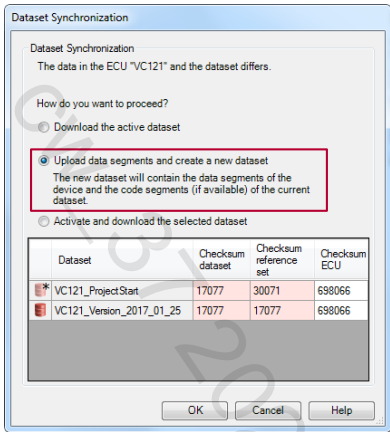 Dataset Synchronization
Dataset Synchronization
The data in the ECU "VC121" and the dataset differs.
How do you want to proceed?
Download the active dataset
Upload data segments and create a new dataset
The new dataset will contain the data segments of the
device and the code segments (if available) of the current
dataset.
Activate and download the selected dataset
Dataset Checksum dataset Checksum reference set Checksum ECU
* VC121_ProjectStart 17077 30071 698066
VC121_Version_2017_01_25 17077 17077 698066
OK Cancel Help